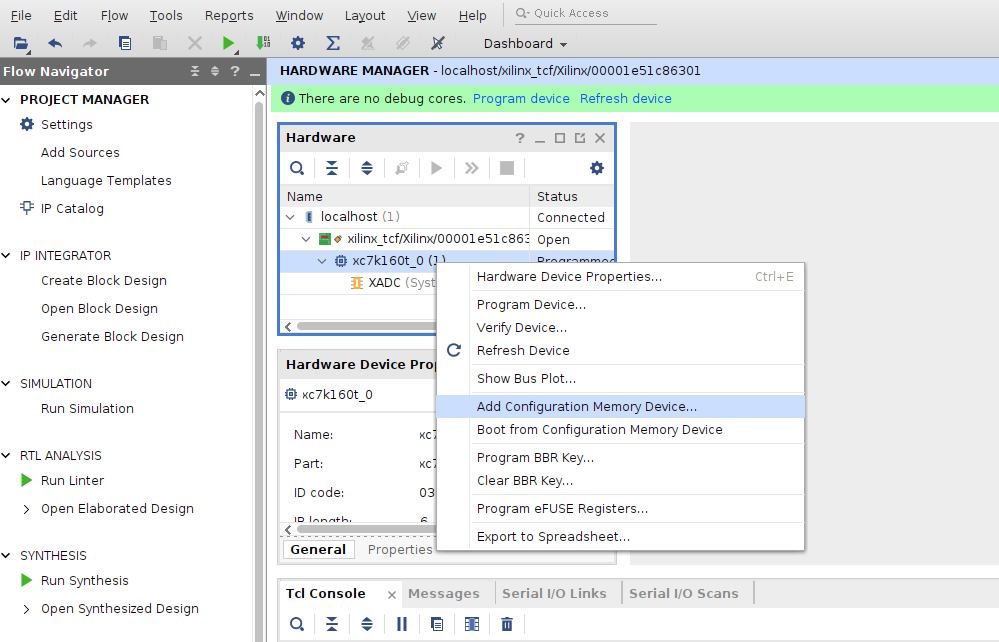 File Edit Flow Tools Reports Window Layout View Help Quick Access
Dashboard
Flow Navigator ? _
HARDWARE MANAGER - localhost/xilinx_tcf/Xilinx/00001e51c86301
There are no debug cores. Program device Refresh device
PROJECT MANAGER
Settings
Add Sources
Language Templates
IP Catalog
IP INTEGRATOR
Create Block Design
Open Block Design
Generate Block Design
SIMULATION
Run Simulation
RTL ANALYSIS
Run Linter
Open Elaborated Design
SYNTHESIS
Run Synthesis
Open Synthesized Design
Hardware
Name Status
localhost (1) Connected
xilinx_tcf/Xilinx/00001e51c863 Open
xc7k160t_0 (1) Programmed
XADC (Syst
Hardware Device Prop
xc7k160t_0
Name: xc7
Part: xc7
ID code: 03
IR length: 6
General Properties
Hardware Device Properties... Ctrl+E
Program Device...
Verify Device...
Refresh Device
Show Bus Plot...
Add Configuration Memory Device...
Boot from Configuration Memory Device
Program BBR Key...
Clear BBR Key...
Program eFUSE Registers...
Export to Spreadsheet...
Tcl Console × Messages Serial I/O Links Serial I/O Scans